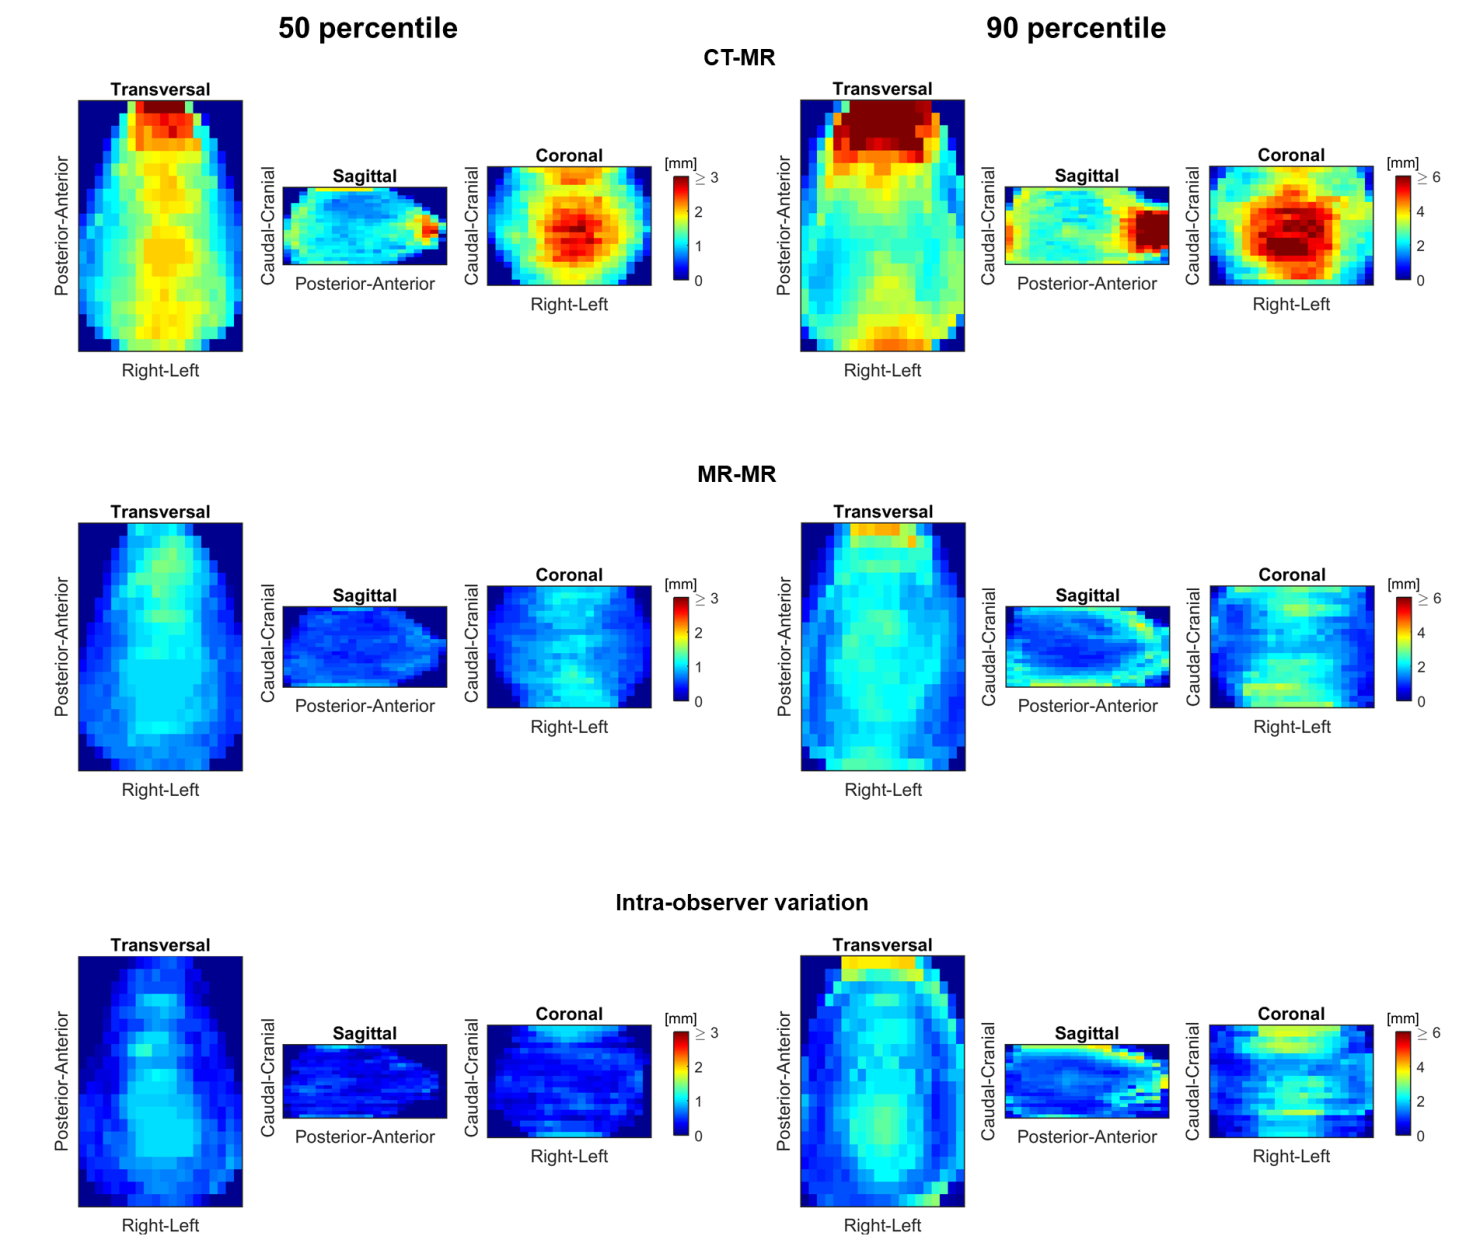 50 percentile
90 percentile
CT-MR
Transversal
Posterior-Anterior
Right-Left
Sagittal
Caudal-Cranial
Posterior-Anterior
Coronal
Caudal-Cranial
Right-Left
[mm]
≥ 3
2
1
0
Transversal
Posterior-Anterior
Right-Left
Sagittal
Caudal-Cranial
Posterior-Anterior
Coronal
Caudal-Cranial
Right-Left
[mm]
≥ 6
4
2
0
MR-MR
Transversal
Posterior-Anterior
Right-Left
Sagittal
Caudal-Cranial
Posterior-Anterior
Coronal
Caudal-Cranial
Right-Left
[mm]
≥ 3
2
1
0
Transversal
Posterior-Anterior
Right-Left
Sagittal
Caudal-Cranial
Posterior-Anterior
Coronal
Caudal-Cranial
Right-Left
[mm]
≥ 6
4
2
0
Intra-observer variation
Transversal
Posterior-Anterior
Right-Left
Sagittal
Caudal-Cranial
Posterior-Anterior
Coronal
Caudal-Cranial
Right-Left
[mm]
≥ 3
2
1
0
Transversal
Posterior-Anterior
Right-Left
Sagittal
Caudal-Cranial
Posterior-Anterior
Coronal
Caudal-Cranial
Right-Left
[mm]
≥ 6
4
2
0